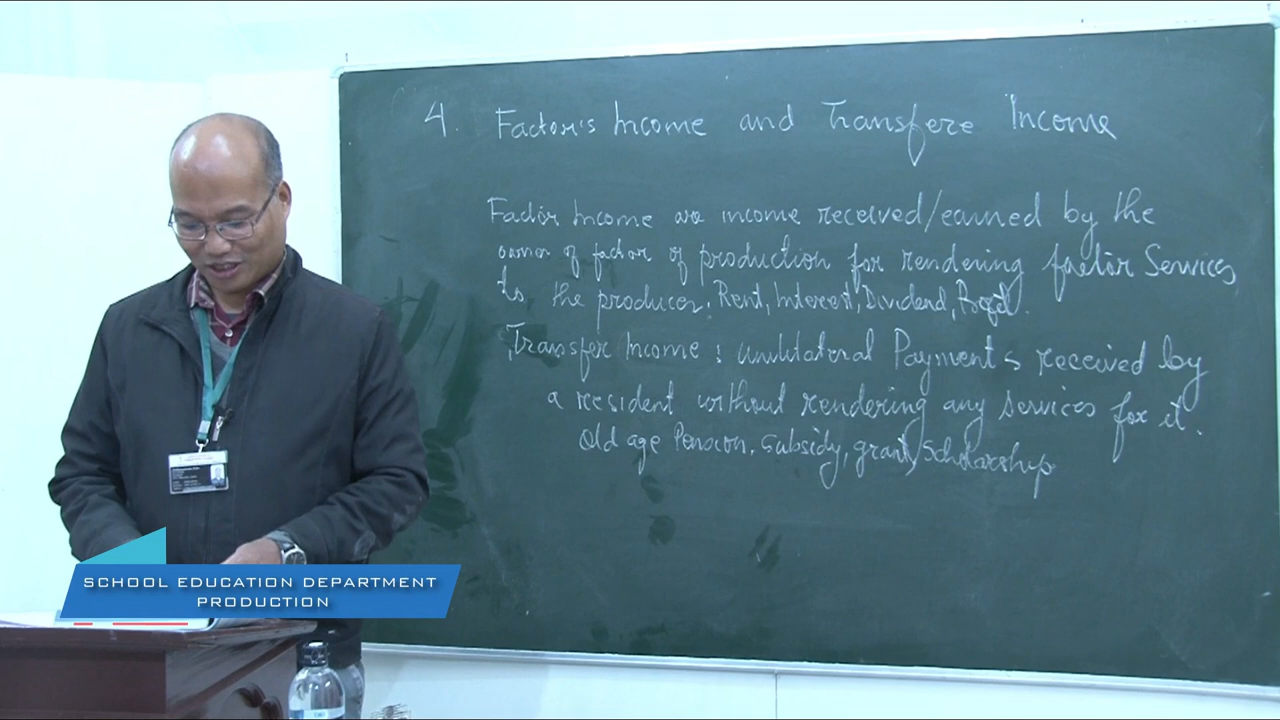 4. Factor's Income and Transfere Income
Factor Income are income received/earned by the
owner of factor of production for rendering factor Services
to the producer. Rent, Interest, Dividend, Profit.
Transfer Income : Unilateral Payments received by
a resident without rendering any services for it.
Old age Pension, Subsidy, grant, Scholarship
SCHOOL EDUCATION DEPARTMENT
PRODUCTION